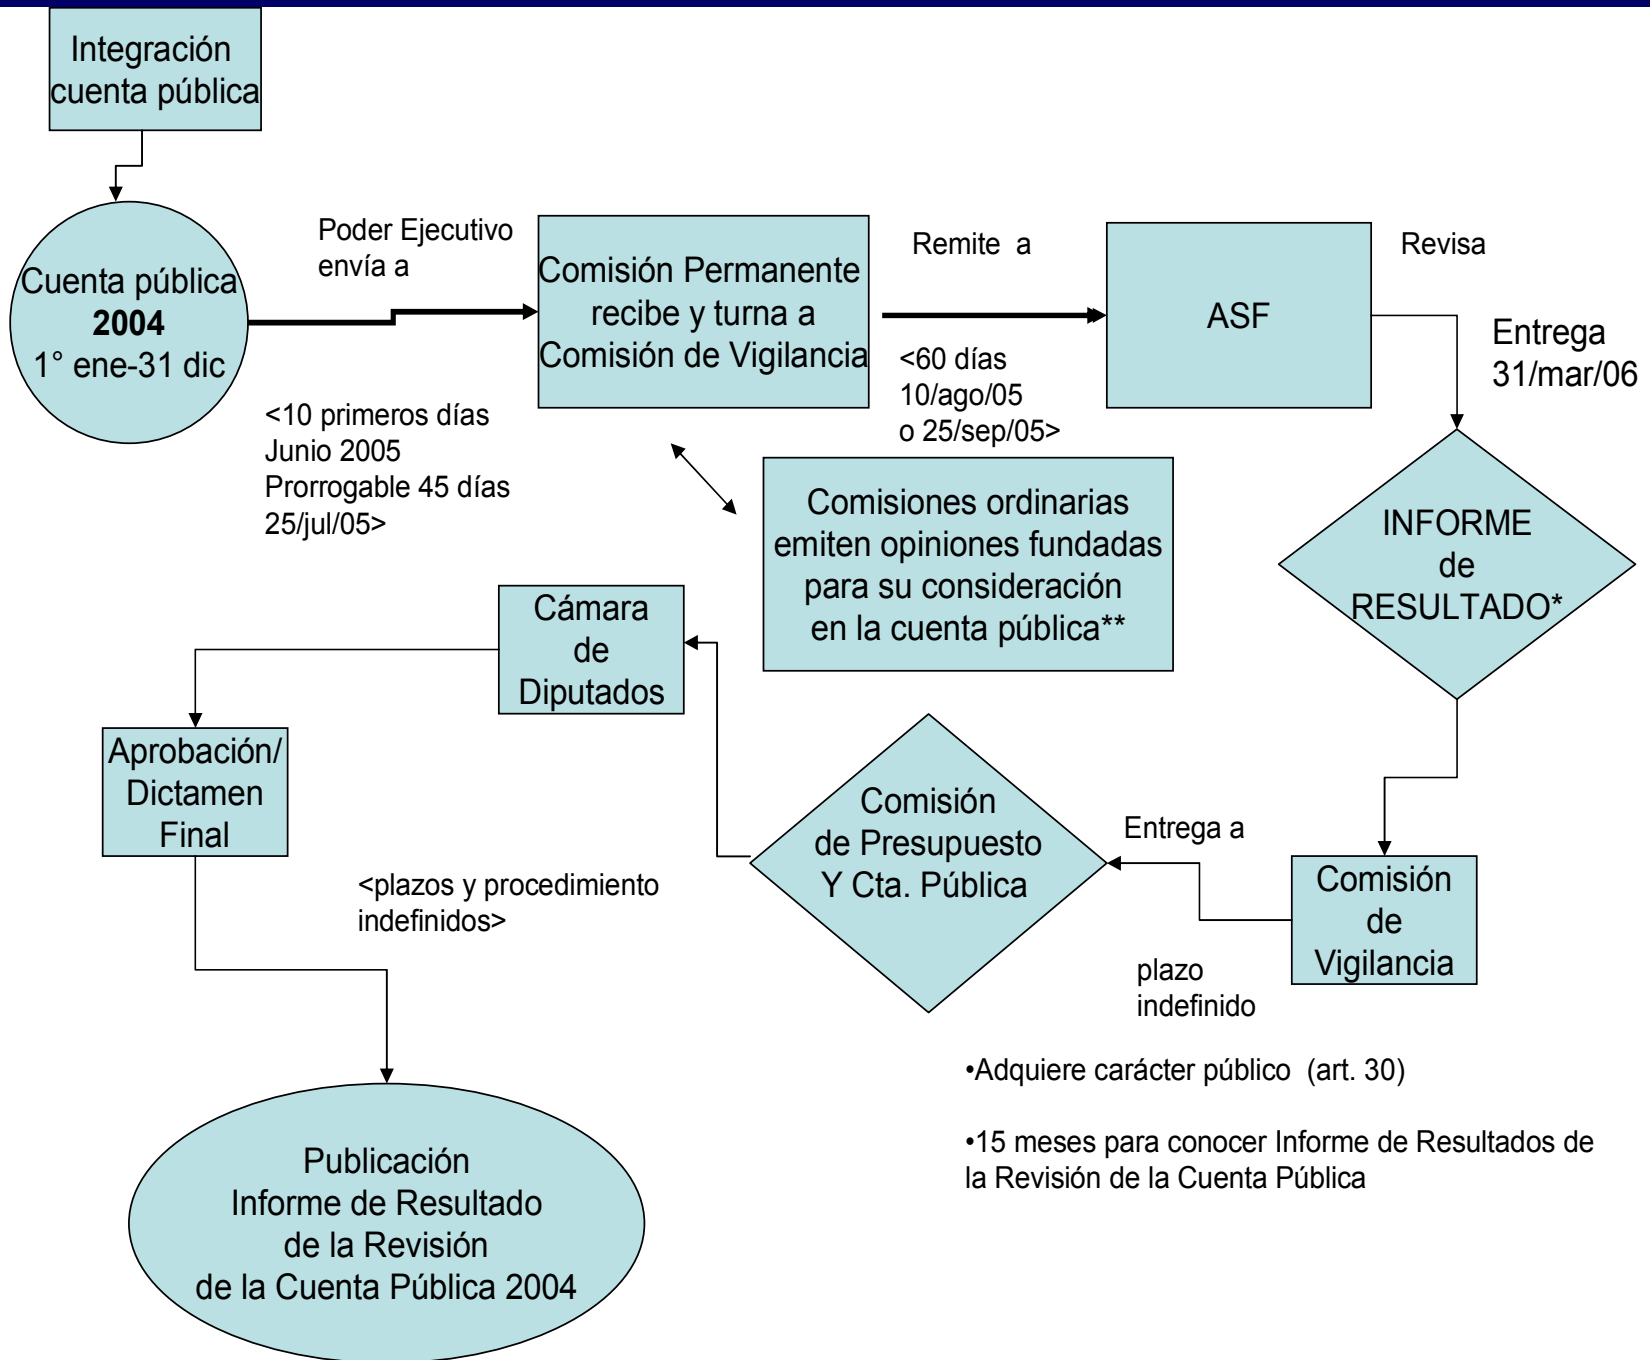 Integración
cuenta pública
Cuenta pública
2004
1° ene-31 dic
Poder Ejecutivo
envía a
<10 primeros días
Junio 2005
Prorrogable 45 días
25/jul/05>
Comisión Permanente
recibe y turna a
Comisión de Vigilancia
Remite a
<60 días
10/ago/05
o 25/sep/05>
ASF
Revisa
Entrega
31/mar/06
Comisiones ordinarias
emiten opiniones fundadas
para su consideración
en la cuenta pública**
INFORME
de
RESULTADO*
Comisión
de
Vigilancia
Entrega a
plazo
indefinido
Comisión
de Presupuesto
Y Cta. Pública
Cámara
de
Diputados
Aprobación/
Dictamen
Final
<plazos y procedimiento
indefinidos>
Publicación
Informe de Resultado
de la Revisión
de la Cuenta Pública 2004
•Adquiere carácter público (art. 30)
•15 meses para conocer Informe de Resultados de
la Revisión de la Cuenta Pública